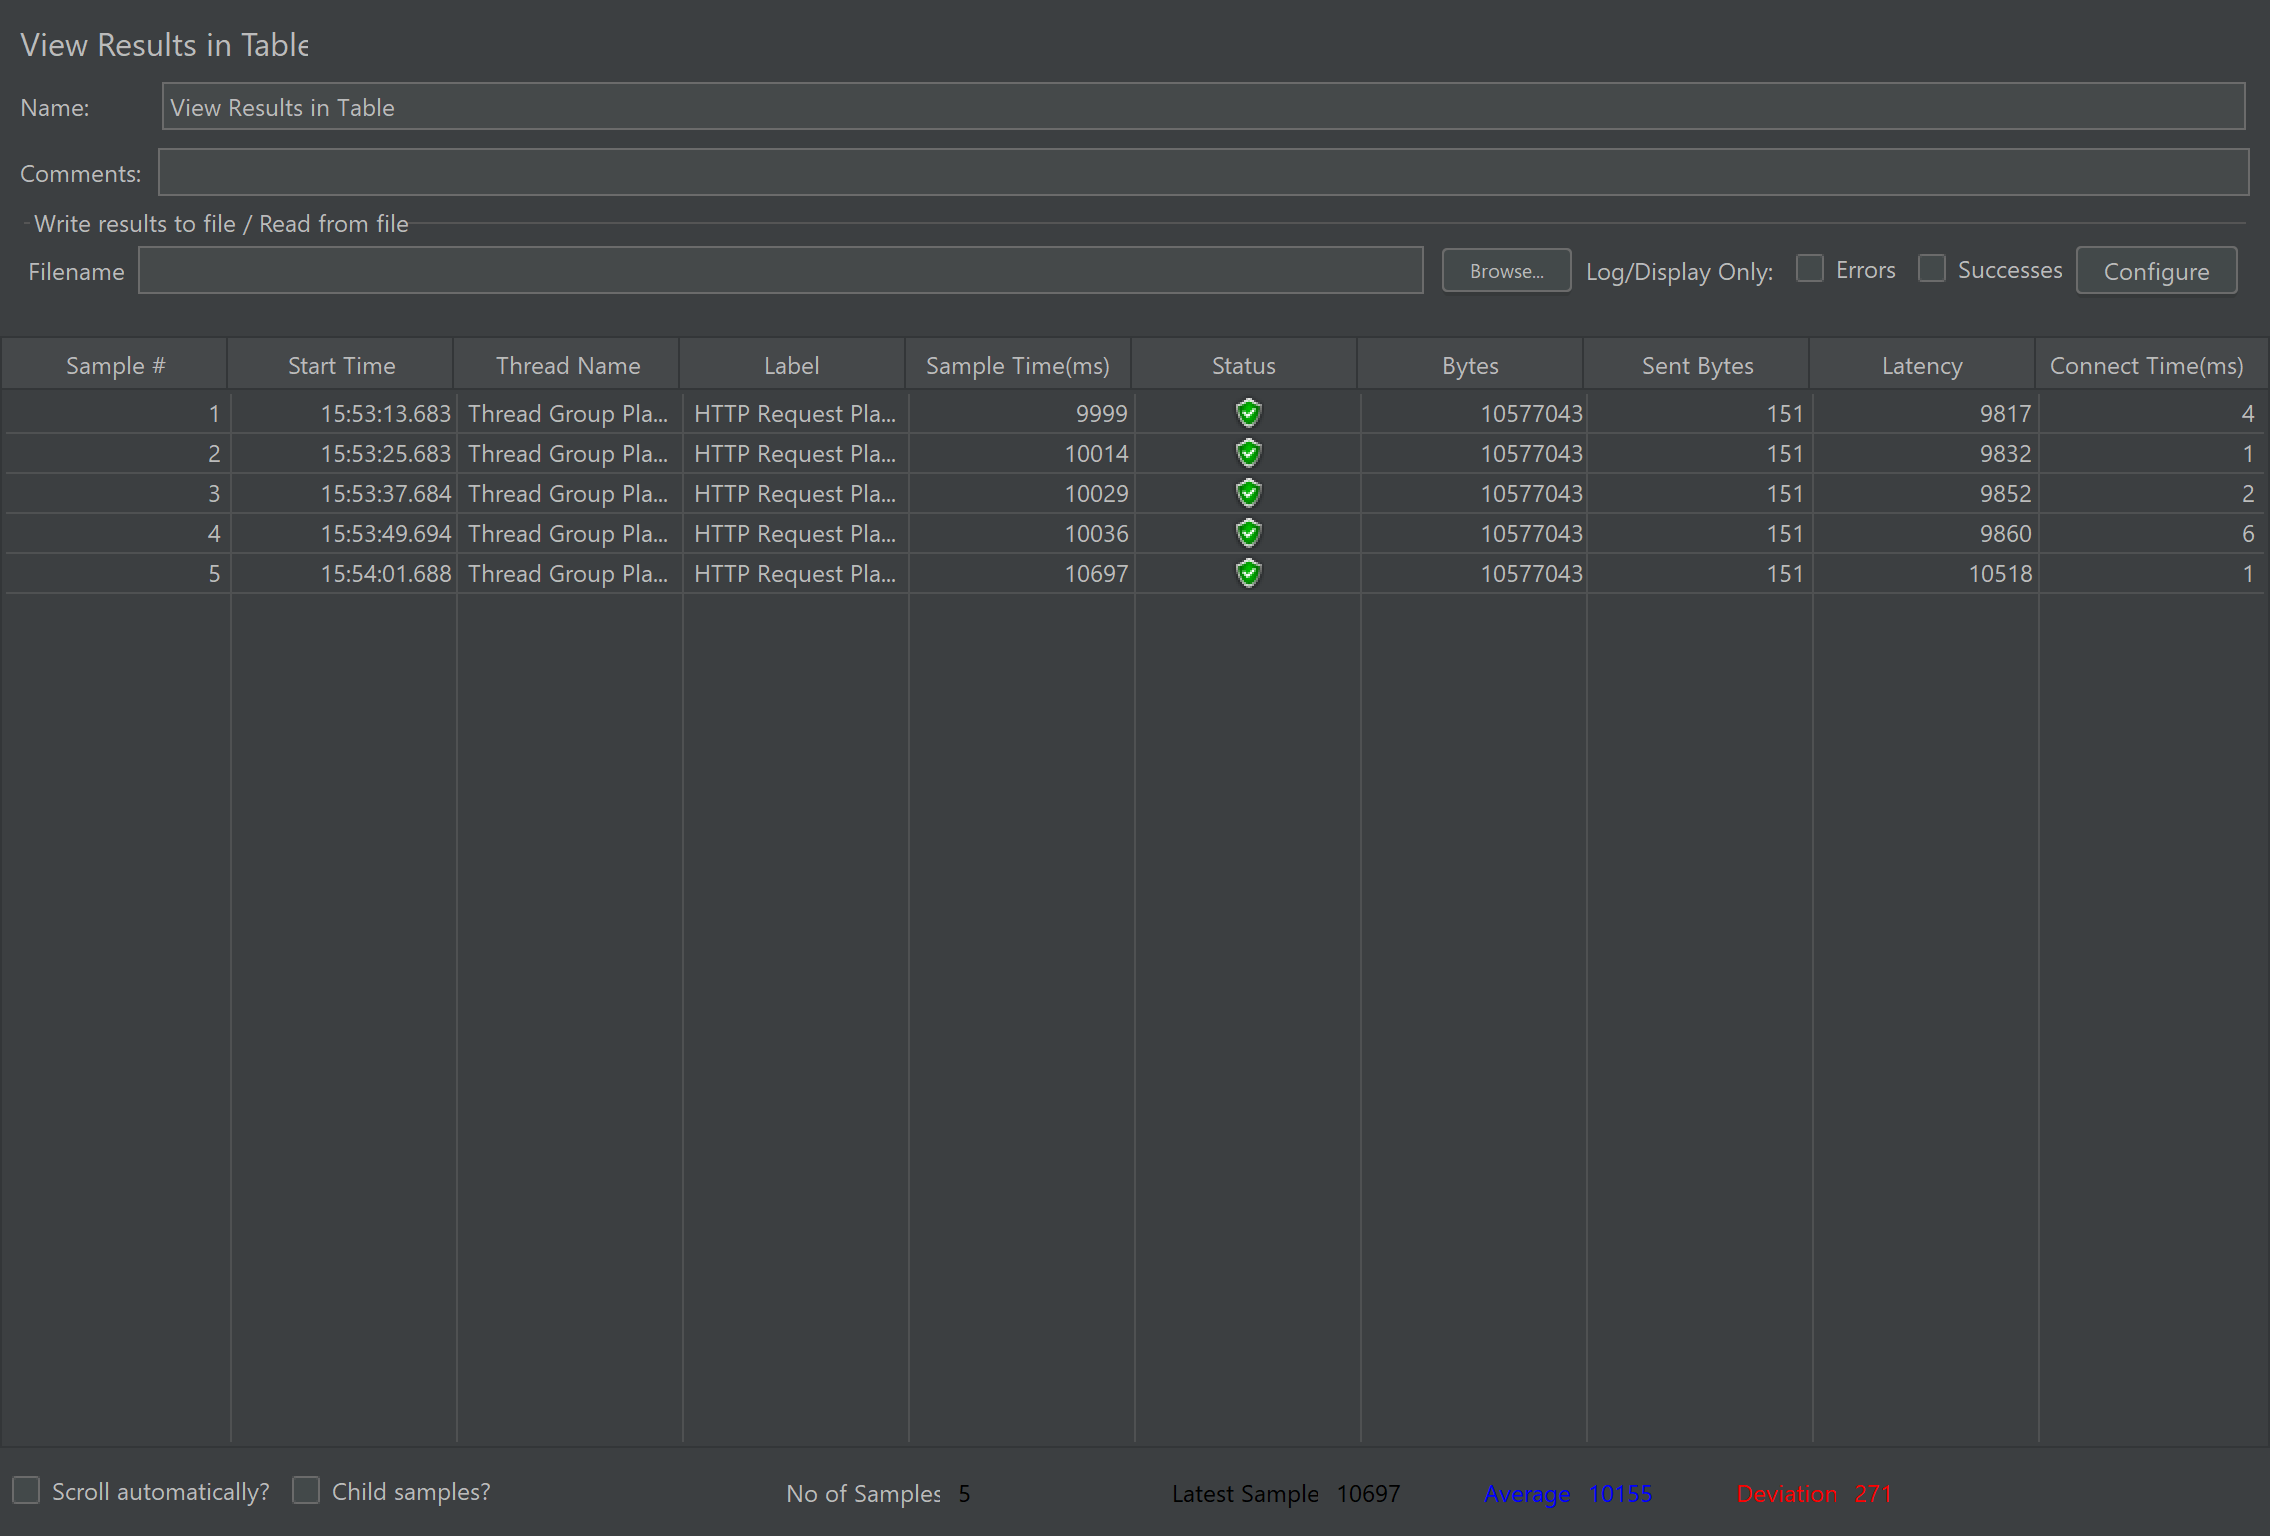 View Results in Table
Name: View Results in Table
Comments:
Write results to file / Read from file
Filename Browse... Log/Display Only: Errors Successes Configure
Sample # Start Time Thread Name Label Sample Time(ms) Status Bytes Sent Bytes Latency Connect Time(ms)
1 15:53:13.683 Thread Group Pla... HTTP Request Pla... 9999 10577043 151 9817 4
2 15:53:25.683 Thread Group Pla... HTTP Request Pla... 10014 10577043 151 9832 1
3 15:53:37.684 Thread Group Pla... HTTP Request Pla... 10029 10577043 151 9852 2
4 15:53:49.694 Thread Group Pla... HTTP Request Pla... 10036 10577043 151 9860 6
5 15:54:01.688 Thread Group Pla... HTTP Request Pla... 10697 10577043 151 10518 1
Scroll automatically? Child samples? No of Samples 5 Latest Sample 10697 Average 10155 Deviation 271